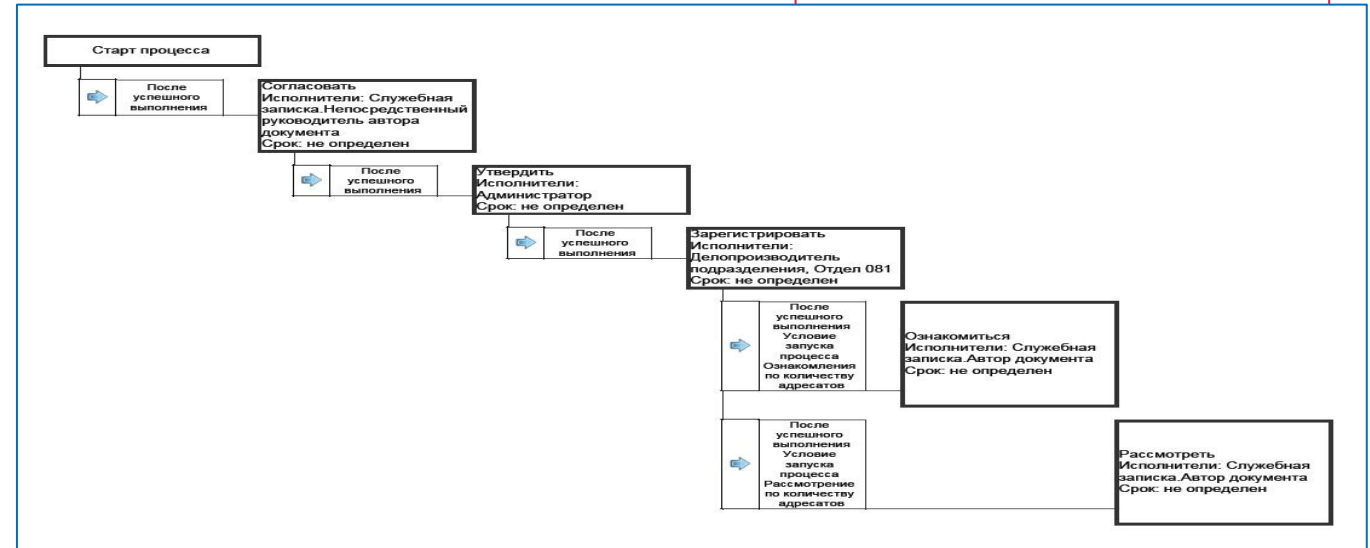 Старт процесса
После
успешного
выполнения
Согласовать
Исполнители: Служебная
записка.Непосредственный
руководитель автора
документа
Срок: не определен
После
успешного
выполнения
Утвердить
Исполнители:
Администратор
Срок: не определен
После
успешного
выполнения
Зарегистрировать
Исполнители:
Делопроизводитель
подразделения, Отдел 081
Срок: не определен
После
успешного
выполнения
Условие
запуска
процесса
Ознакомления
по количеству
адресатов
Ознакомиться
Исполнители: Служебная
записка.Автор документа
Срок: не определен
После
успешного
выполнения
Условие
запуска
процесса
Рассмотрение
по количеству
адресатов
Рассмотреть
Исполнители: Служебная
записка.Автор документа
Срок: не определен